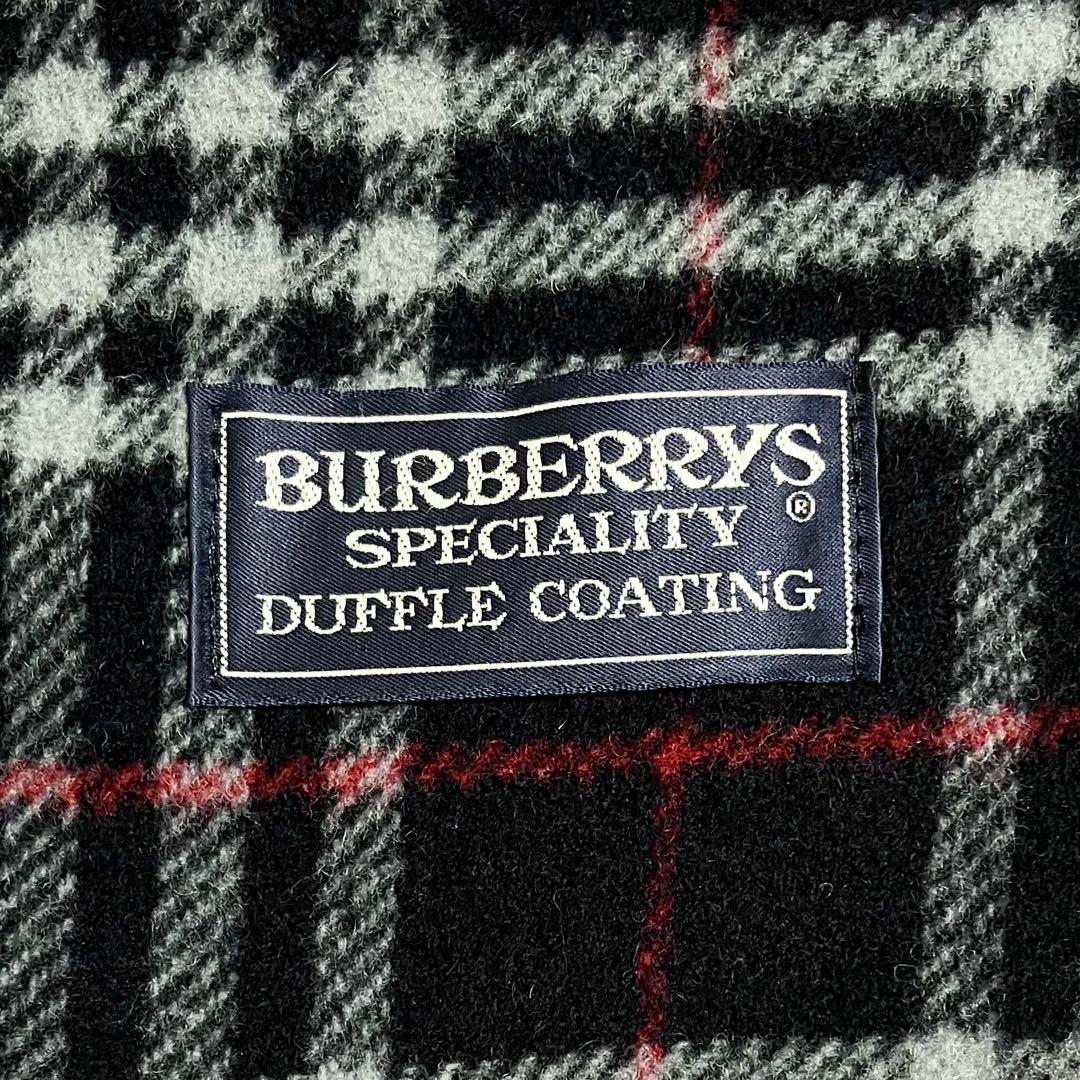 BURBERRYS
®
SPECIALITY
DUFFLE COATING